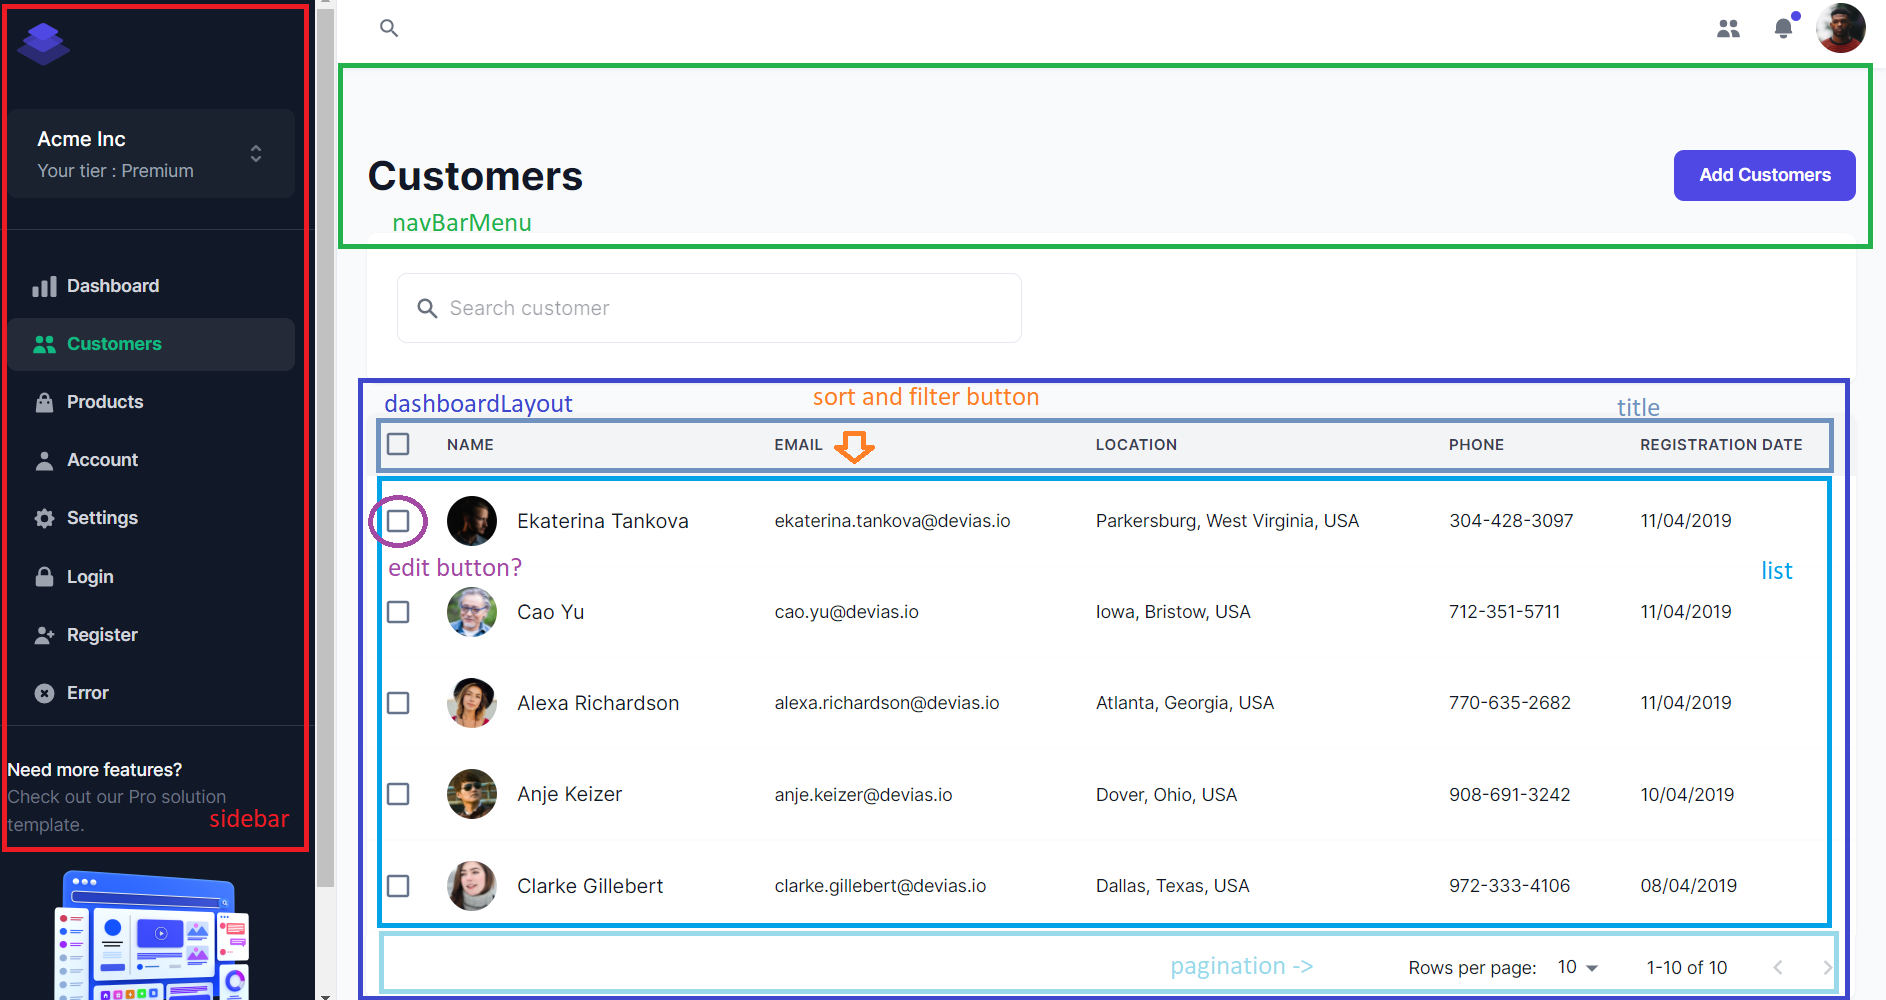 Acme Inc
Your tier : Premium
Dashboard
Customers
Products
Account
Settings
Login
Register
Error
Need more features?
Check out our Pro solution
template.
sidebar
Customers
Add Customers
navBarMenu
Search customer
dashboardLayout
sort and filter button
title
NAME EMAIL LOCATION PHONE REGISTRATION DATE
Ekaterina Tankova ekaterina.tankova@devias.io Parkersburg, West Virginia, USA 304-428-3097 11/04/2019
edit button?
list
Cao Yu cao.yu@devias.io Iowa, Bristow, USA 712-351-5711 11/04/2019
Alexa Richardson alexa.richardson@devias.io Atlanta, Georgia, USA 770-635-2682 11/04/2019
Anje Keizer anje.keizer@devias.io Dover, Ohio, USA 908-691-3242 10/04/2019
Clarke Gillebert clarke.gillebert@devias.io Dallas, Texas, USA 972-333-4106 08/04/2019
pagination -> Rows per page: 10 1-10 of 10